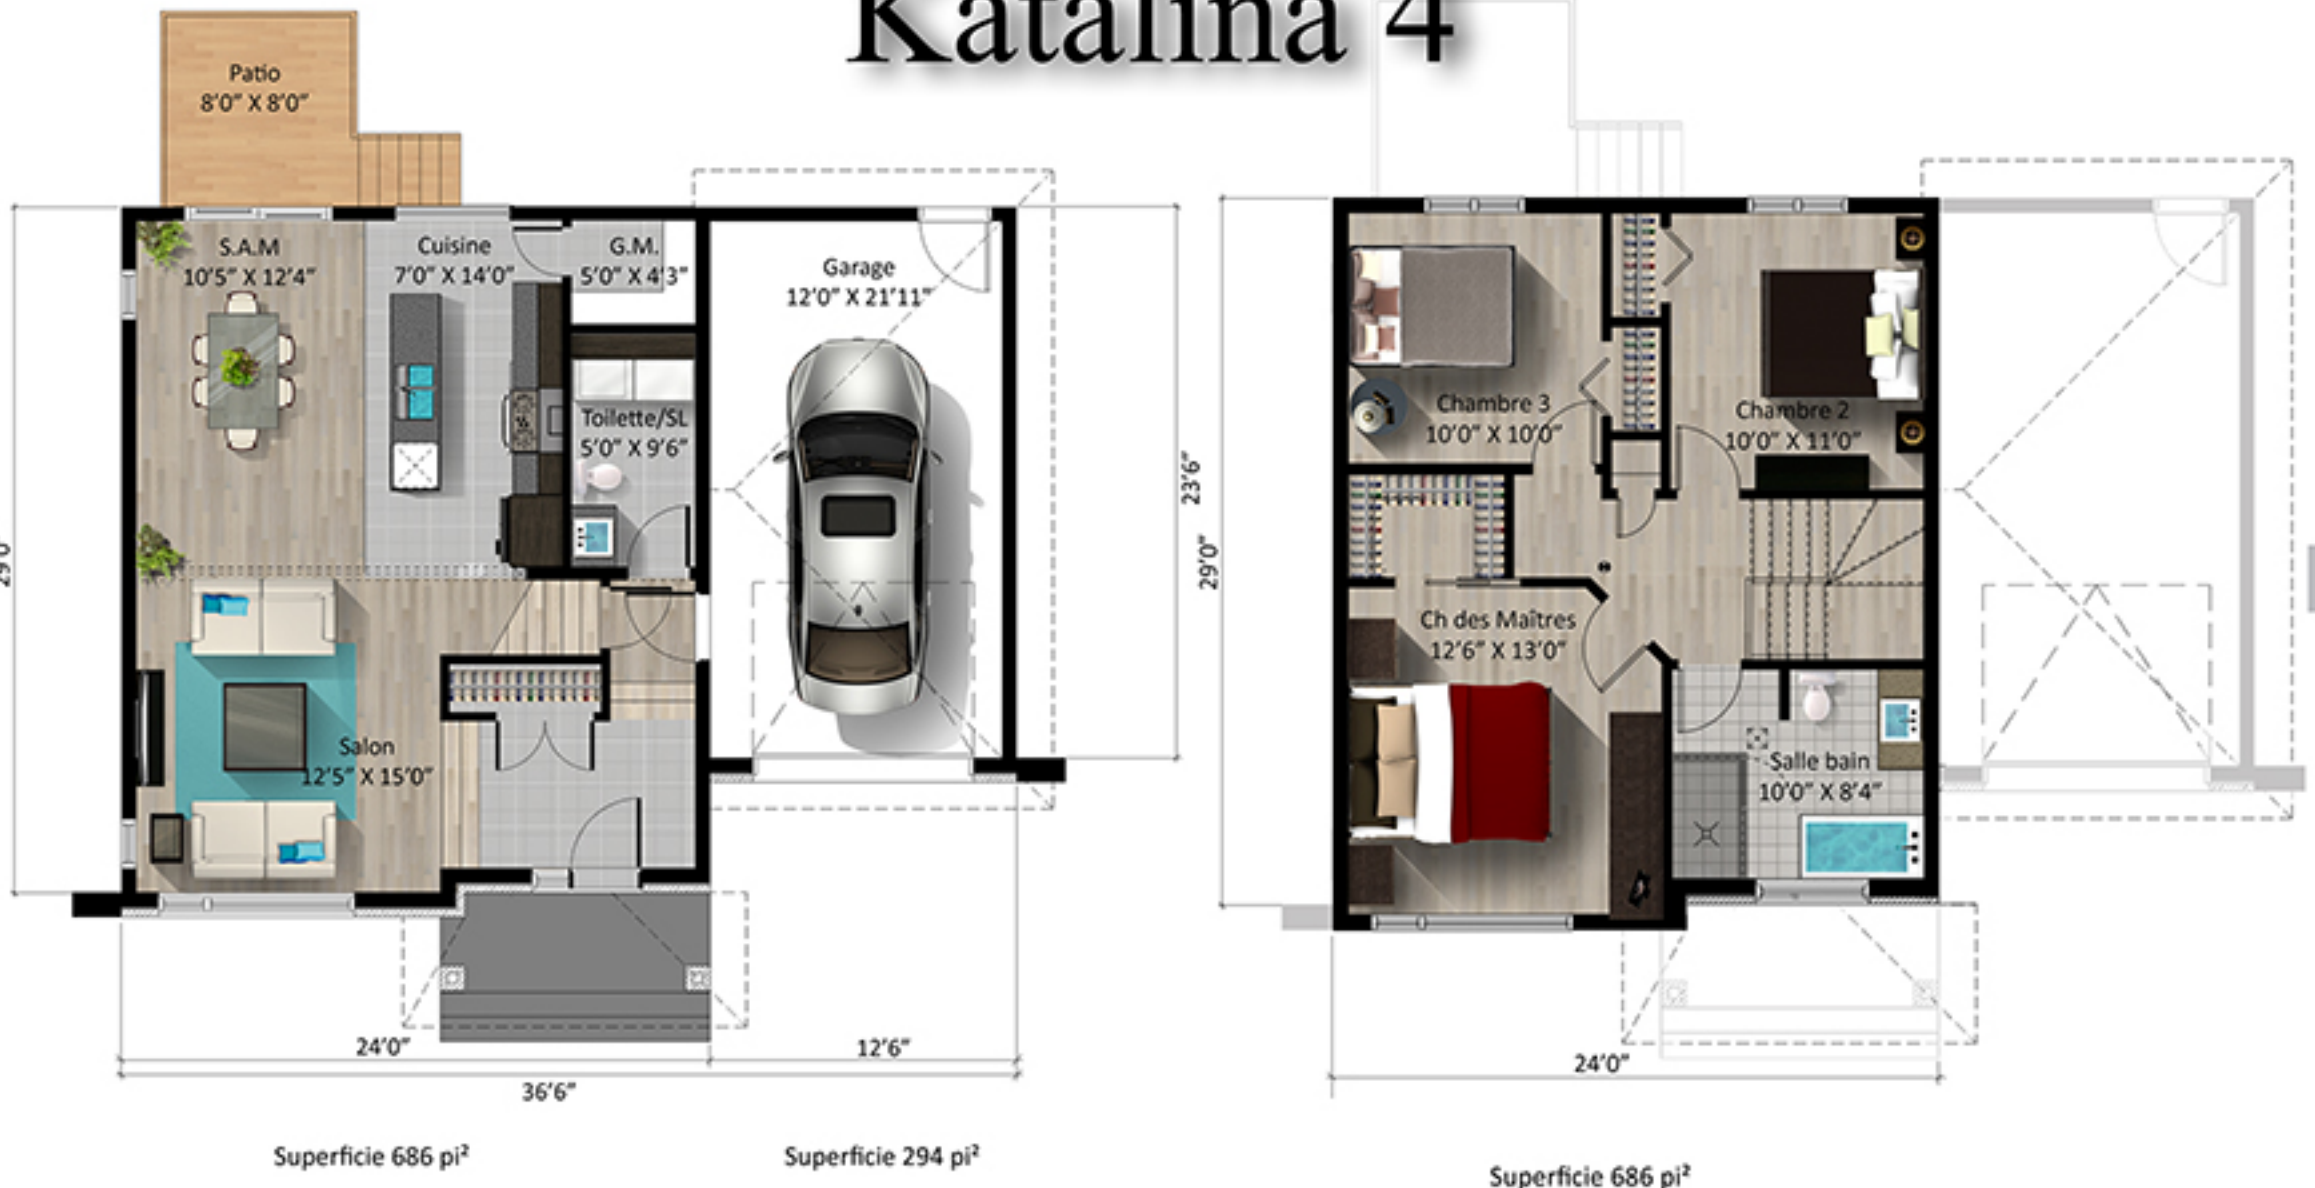 Katalina 4
Patio
8'0" X 8'0"
S.A.M
10'5" X 12'4"
Cuisine
7'0" X 14'0"
G.M.
5'0" X 4'3"
Garage
12'0" X 21'11"
Toilette/SL
5'0" X 9'6"
Salon
12'5" X 15'0"
29'0"
23'6"
24'0"
12'6"
36'6"
Superficie 686 pi²
Superficie 294 pi²
Chambre 3
10'0" X 10'0"
Chambre 2
10'0" X 11'0"
Ch des Maîtres
12'6" X 13'0"
Salle bain
10'0" X 8'4"
29'0"
24'0"
Superficie 686 pi²